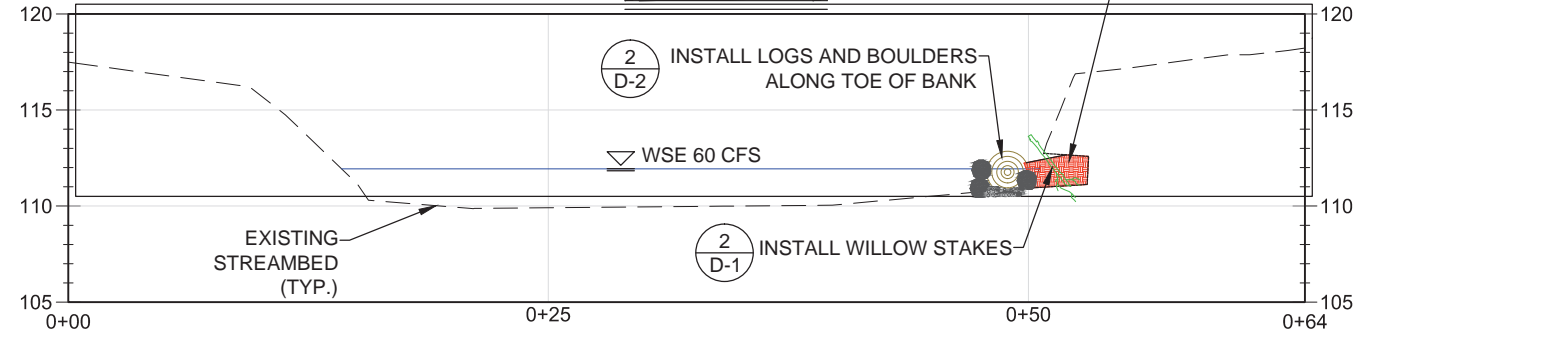 120
120
2
D-2
INSTALL LOGS AND BOULDERS
ALONG TOE OF BANK
115
115
WSE 60 CFS
110
110
EXISTING
STREAMBED
(TYP.)
2
D-1
INSTALL WILLOW STAKES
105
105
0+00
0+25
0+50
0+64